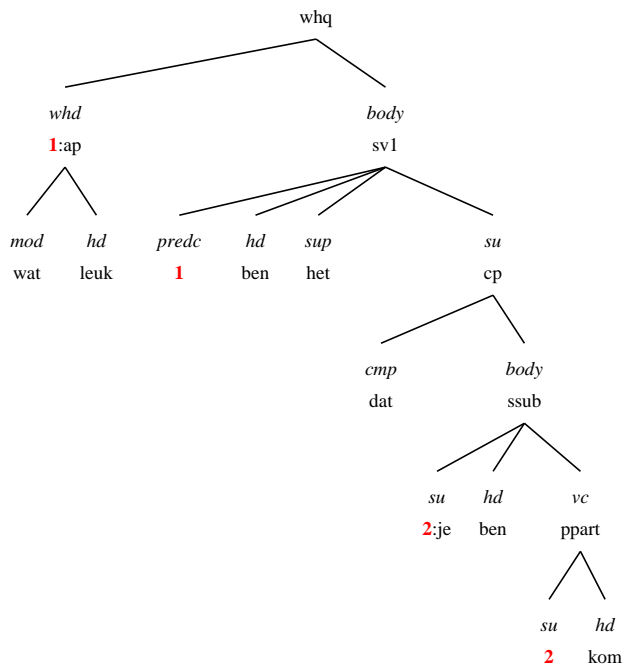 whq
whd body
1:ap sv1
mod hd predc hd sup su
wat leuk 1 ben het cp
cmp body
dat ssub
su hd vc
2:je ben ppart
su hd
2 kom